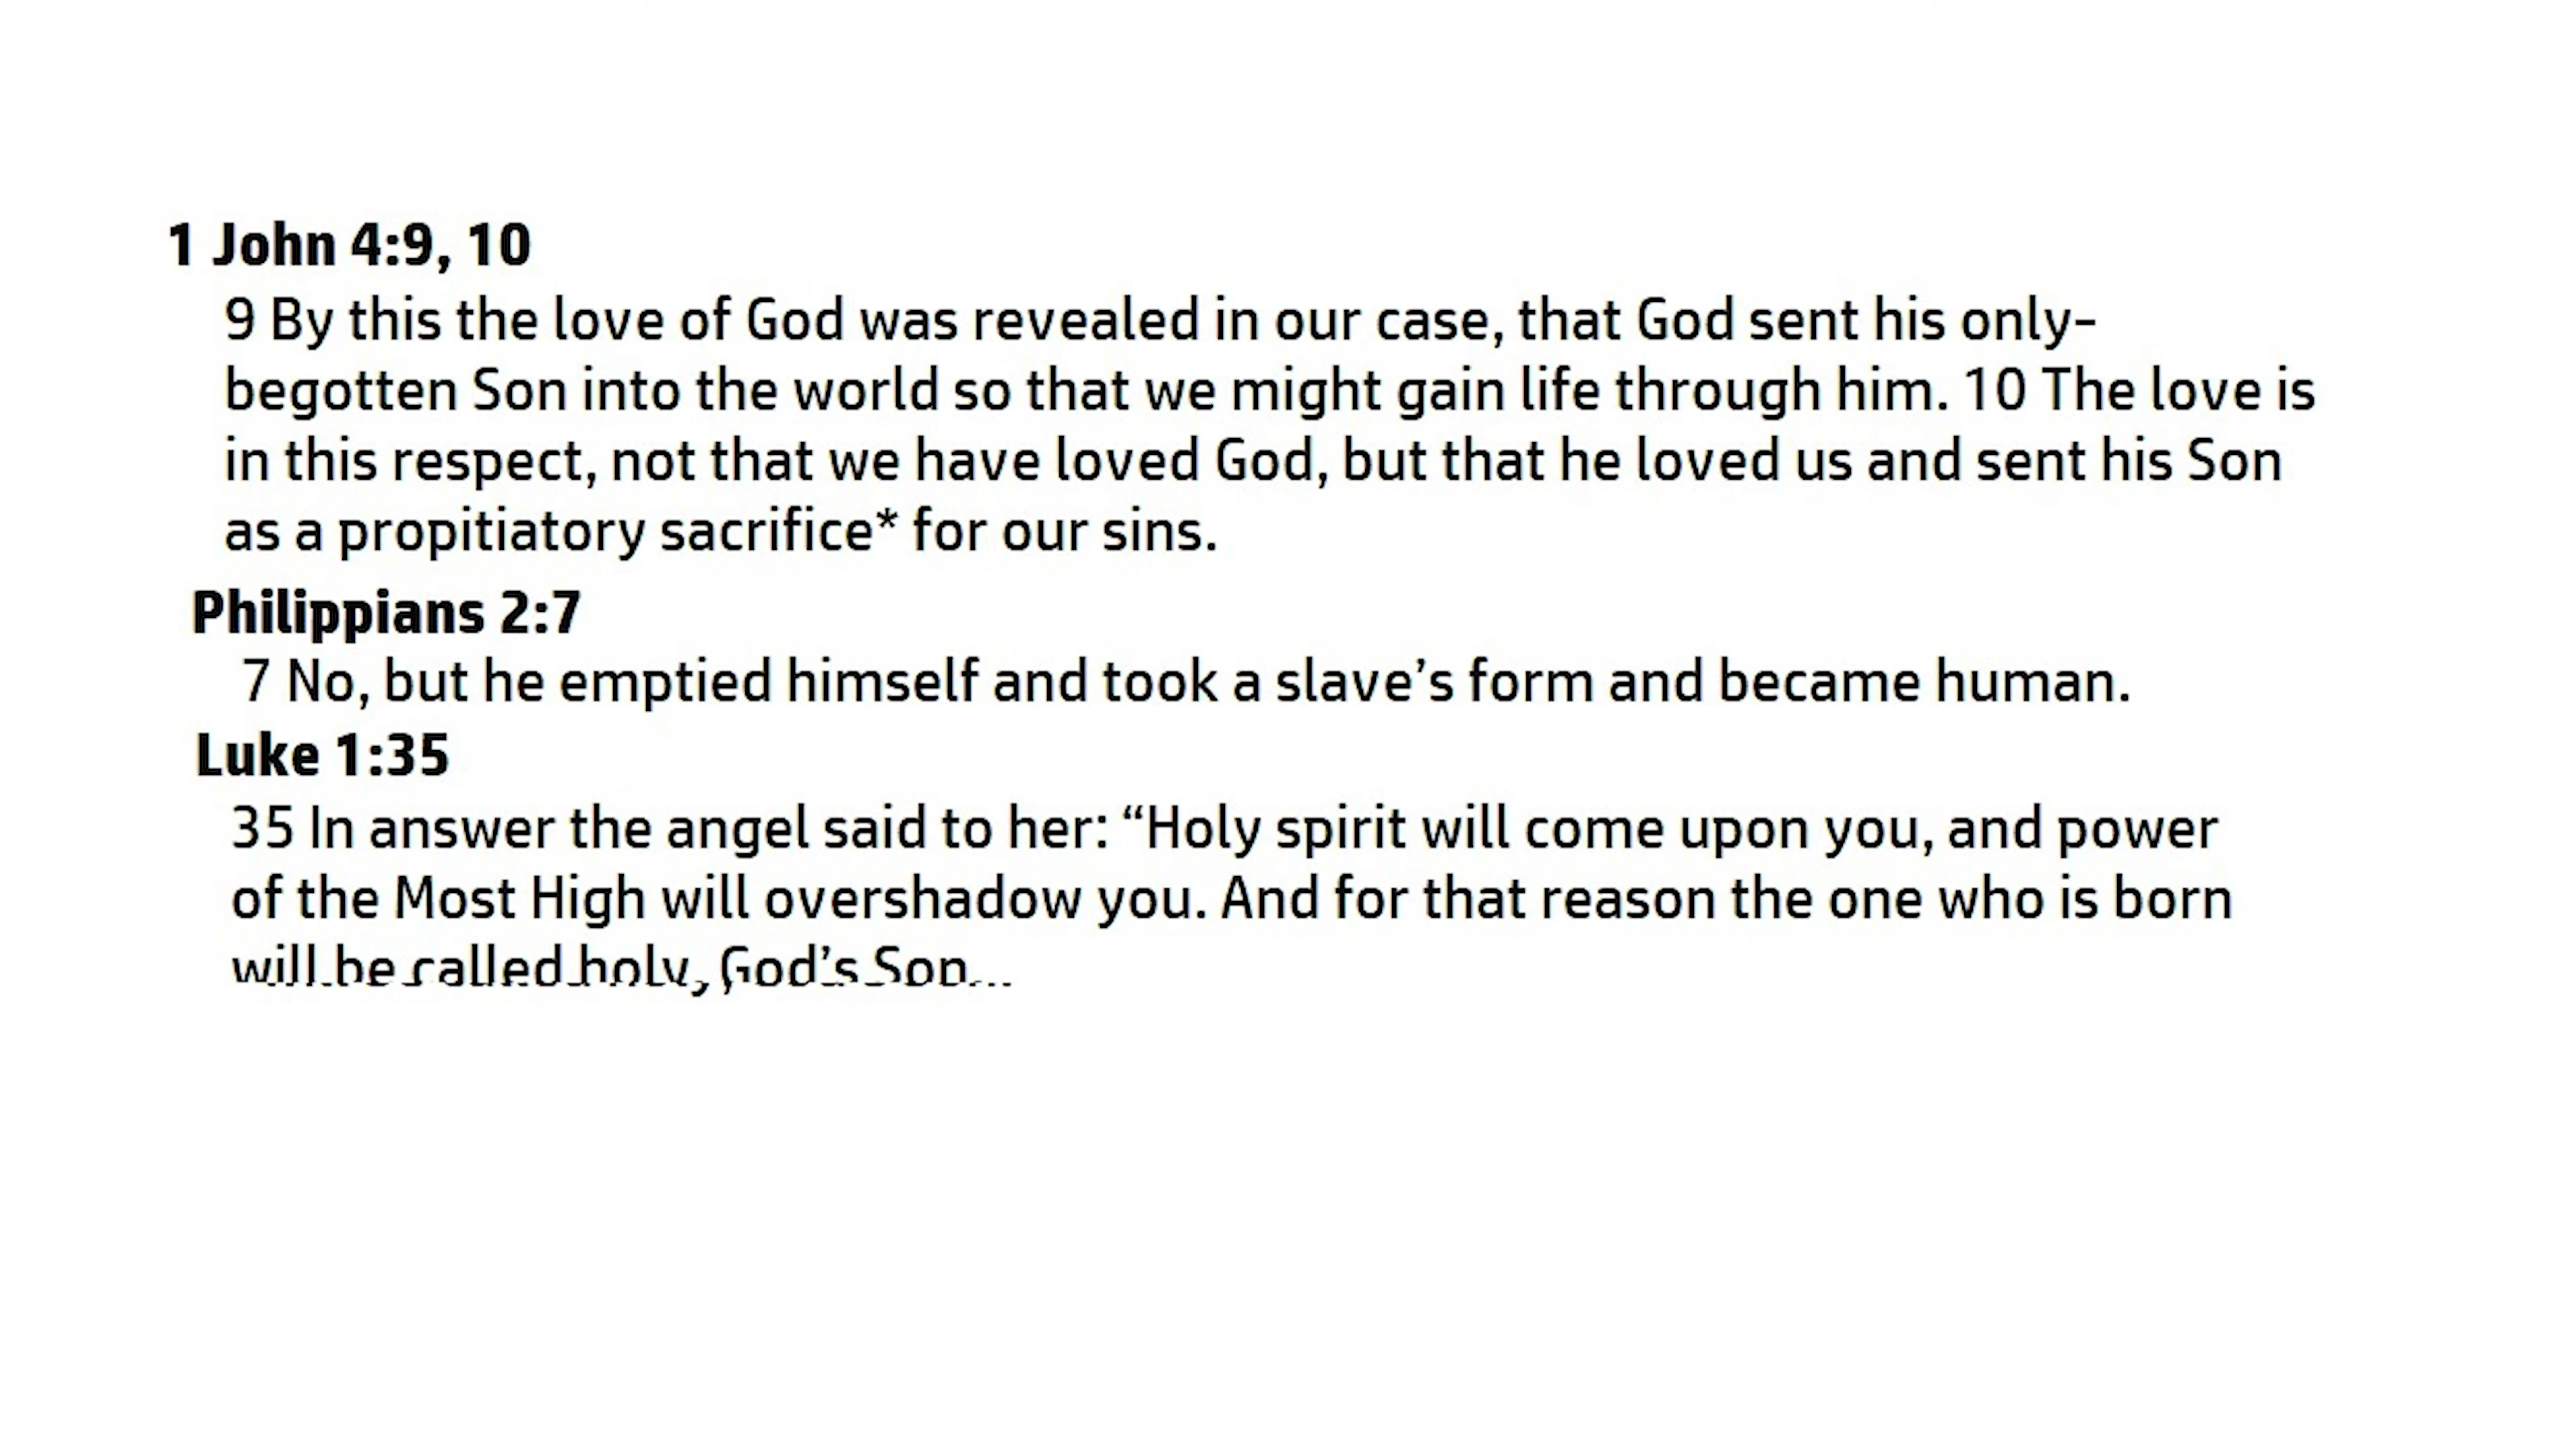 1 John 4:9, 10
9 By this the love of God was revealed in our case, that God sent his only-
begotten Son into the world so that we might gain life through him. 10 The love is
in this respect, not that we have loved God, but that he loved us and sent his Son
as a propitiatory sacrifice* for our sins.
Philippians 2:7
7 No, but he emptied himself and took a slave’s form and became human.
Luke 1:35
35 In answer the angel said to her: “Holy spirit will come upon you, and power
of the Most High will overshadow you. And for that reason the one who is born
will be called holy, God’s Son...